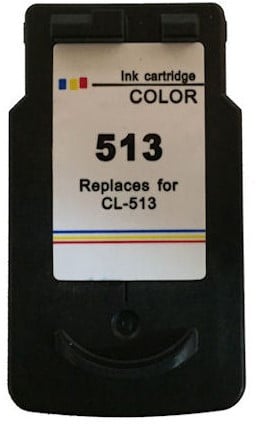 Ink cartridge
COLOR
513
Replaces for
CL-513